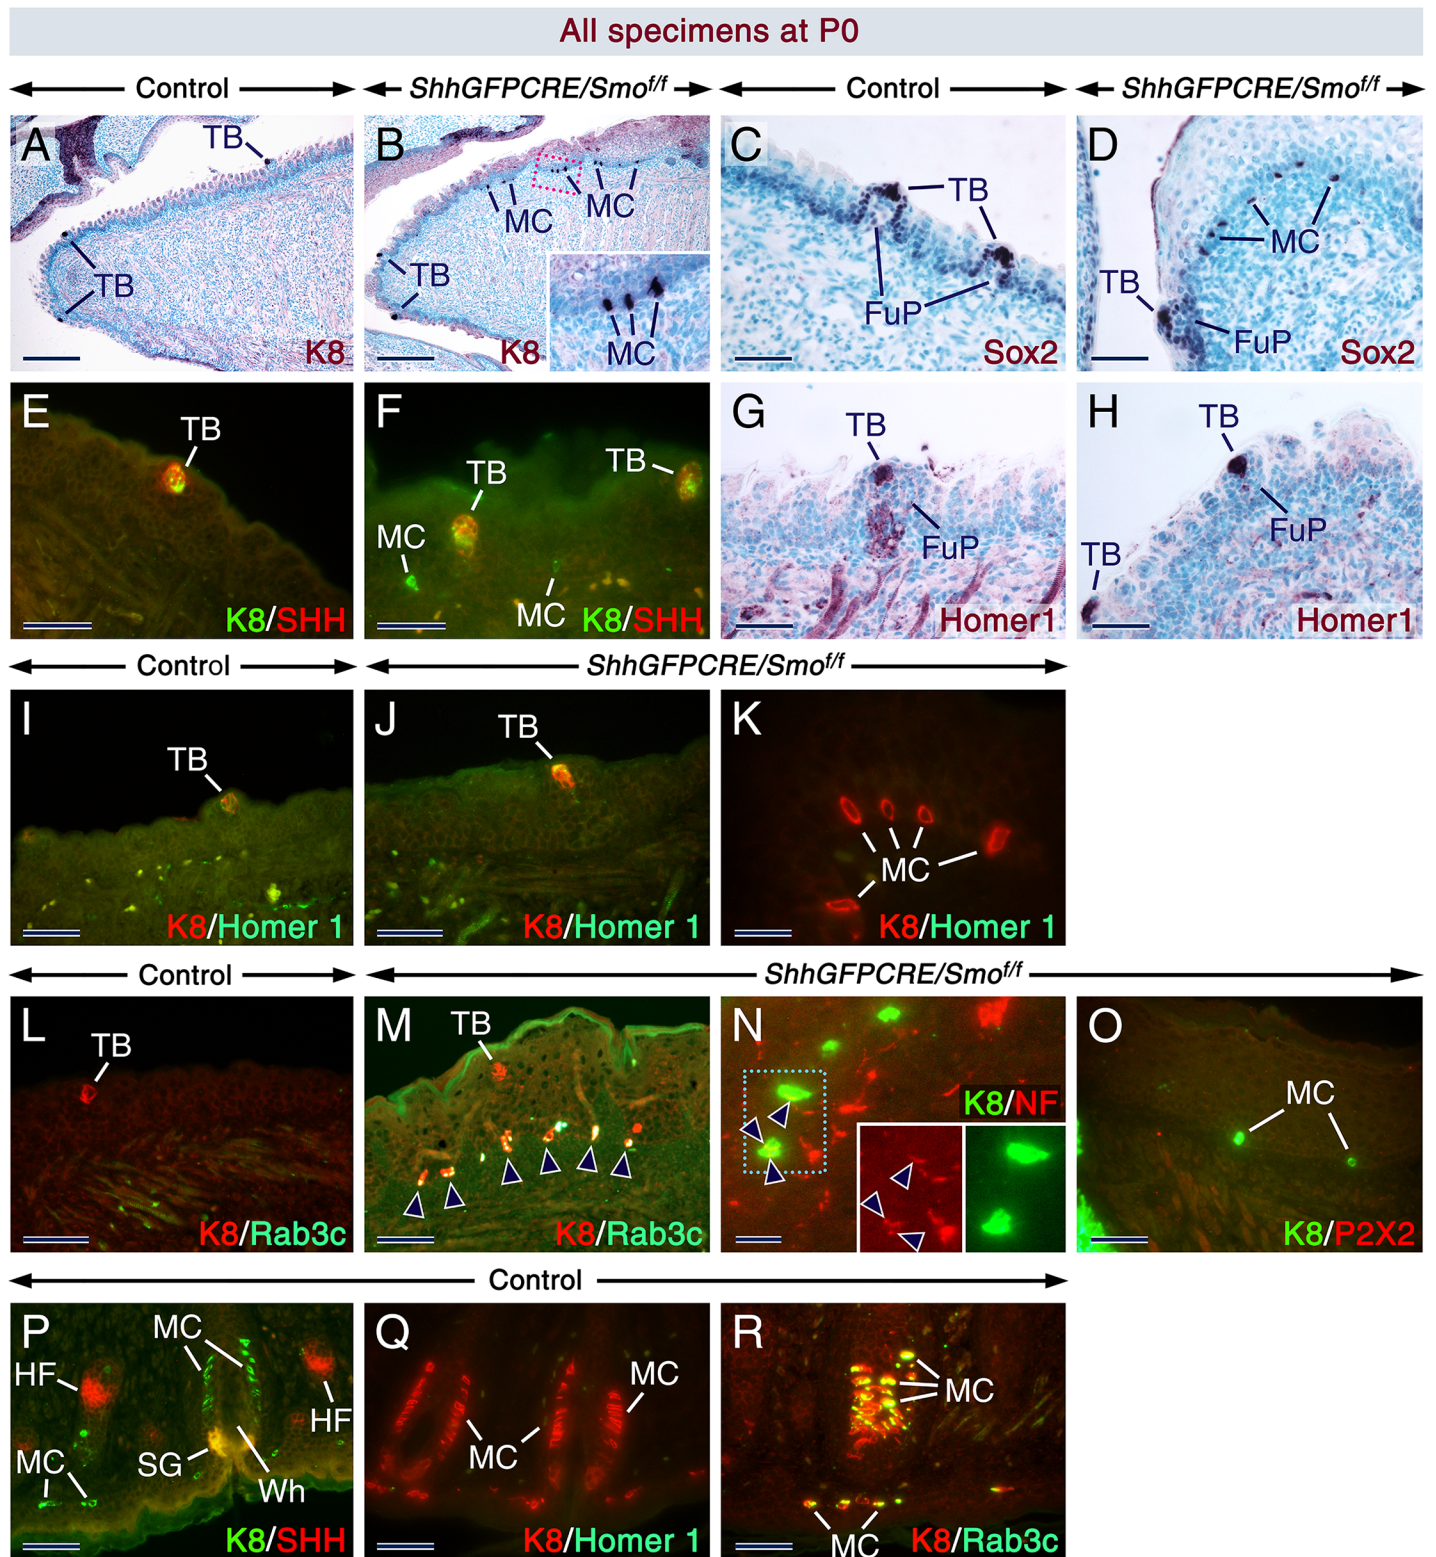 All specimens at P0
Control
ShhGFPCRE/Smof/f
Control
ShhGFPCRE/Smof/f
A
TB
TB
K8
B
MC
MC
TB
MC
K8
C
TB
FuP
Sox2
D
MC
TB
FuP
Sox2
E
TB
K8/SHH
F
TB
TB
MC
MC
K8/SHH
G
TB
FuP
Homer1
H
TB
FuP
TB
Homer1
Control
ShhGFPCRE/Smof/f
I
TB
K8/Homer 1
J
TB
K8/Homer 1
K
MC
K8/Homer 1
Control
ShhGFPCRE/Smof/f
L
TB
K8/Rab3c
M
TB
K8/Rab3c
N
K8/NF
O
MC
K8/P2X2
Control
P
MC
HF
HF
MC
SG
Wh
K8/SHH
Q
MC
MC
K8/Homer 1
R
MC
MC
K8/Rab3c